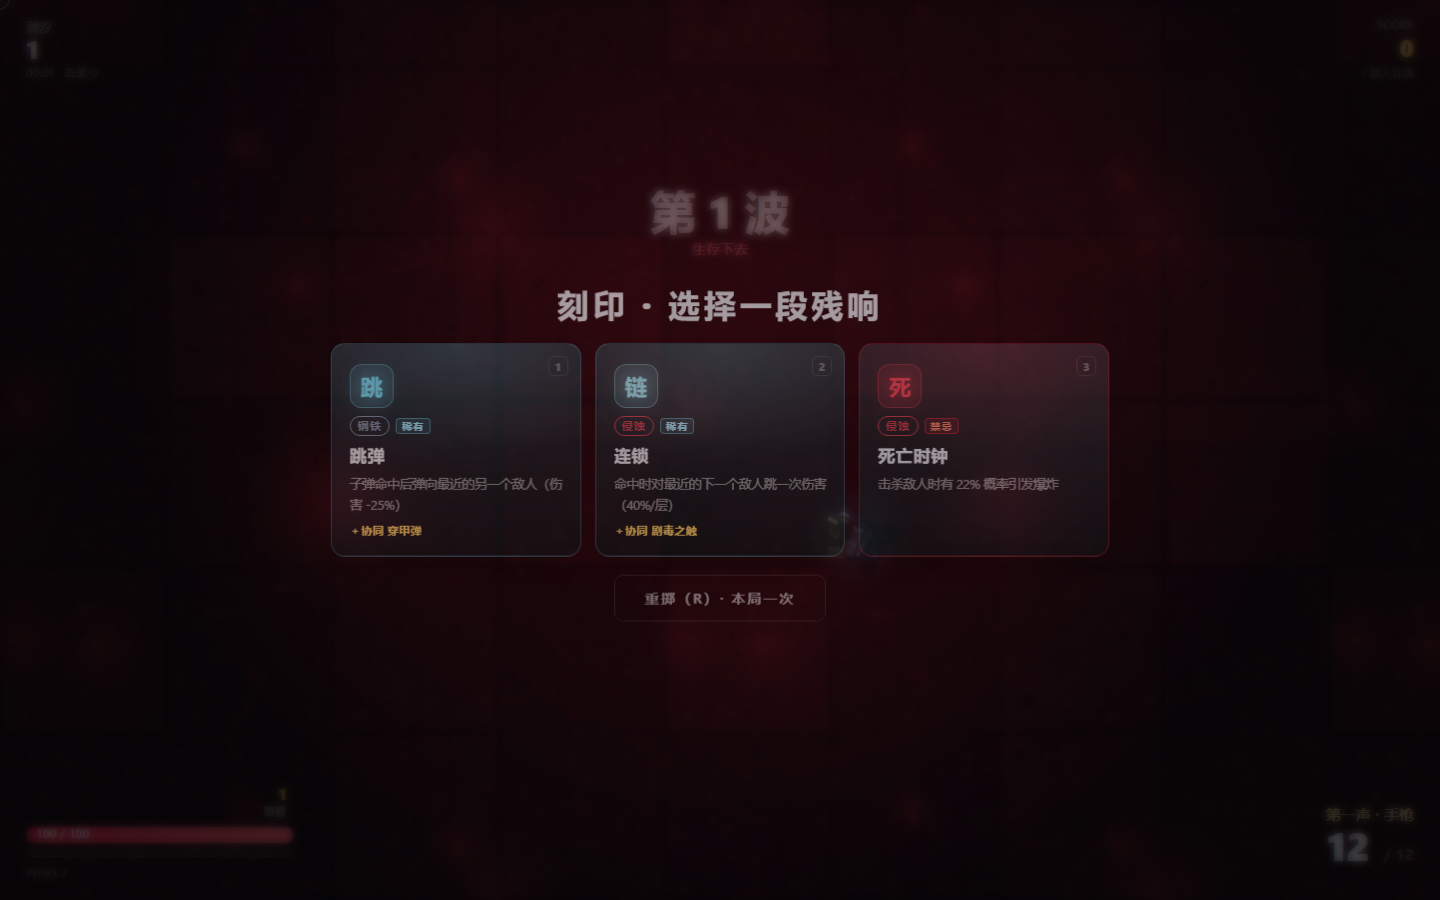 潮汐
1
SCORE
0
第 1 波
生存下去
刻印 · 选择一段残响
1
跳
钢铁 稀有
跳弹
子弹命中后弹向最近的另一个敌人（伤
害 -25%）
+ 协同 穿甲弹
2
链
侵蚀 稀有
连锁
命中时对最近的下一个敌人跳一次伤害
（40%/层）
+ 协同 剧毒之触
3
死
侵蚀 禁忌
死亡时钟
击杀敌人时有 22% 概率引发爆炸
重掷（R）· 本局一次
1
100 / 100
第一声 · 手枪
12 / 12